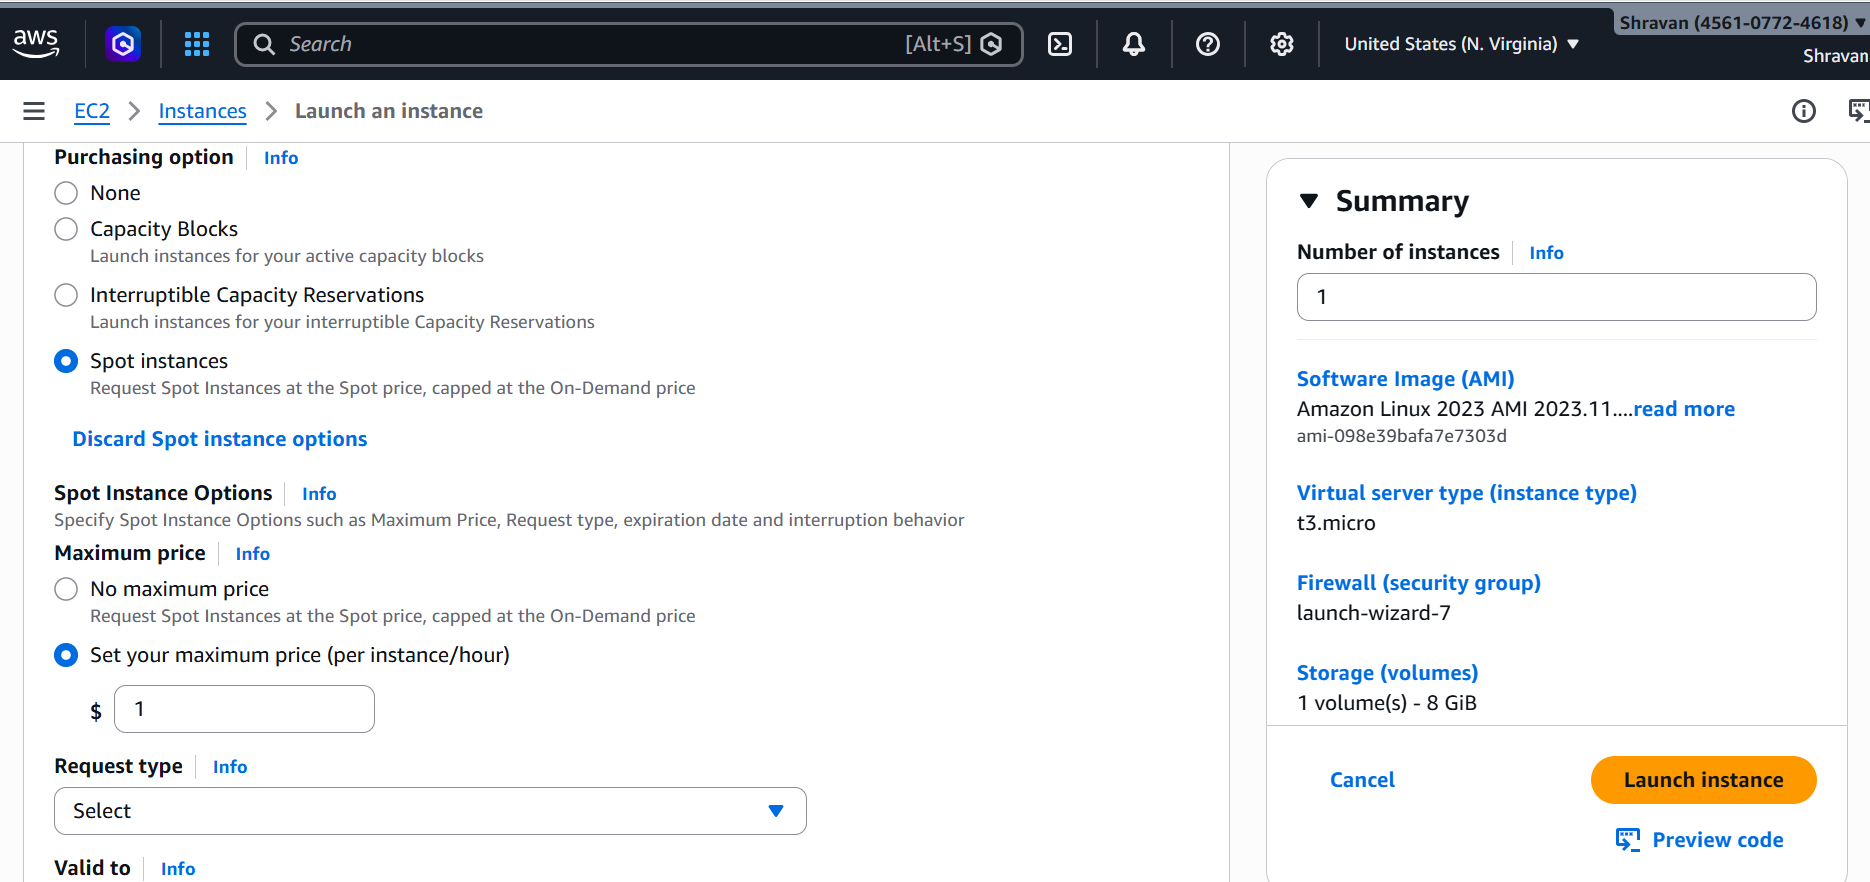 aws
Search [Alt+S]
United States (N. Virginia)
Shravan (4561-0772-4618)
Shravan
EC2 > Instances > Launch an instance
Purchasing option Info
None
Capacity Blocks
Launch instances for your active capacity blocks
Interruptible Capacity Reservations
Launch instances for your interruptible Capacity Reservations
Spot instances
Request Spot Instances at the Spot price, capped at the On-Demand price
Discard Spot instance options
Spot Instance Options Info
Specify Spot Instance Options such as Maximum Price, Request type, expiration date and interruption behavior
Maximum price Info
No maximum price
Request Spot Instances at the Spot price, capped at the On-Demand price
Set your maximum price (per instance/hour)
$ 1
Request type Info
Select
Valid to Info
Summary
Number of instances Info
1
Software Image (AMI)
Amazon Linux 2023 AMI 2023.11....read more
ami-098e39bafa7e7303d
Virtual server type (instance type)
t3.micro
Firewall (security group)
launch-wizard-7
Storage (volumes)
1 volume(s) - 8 GiB
Cancel
Launch instance
Preview code